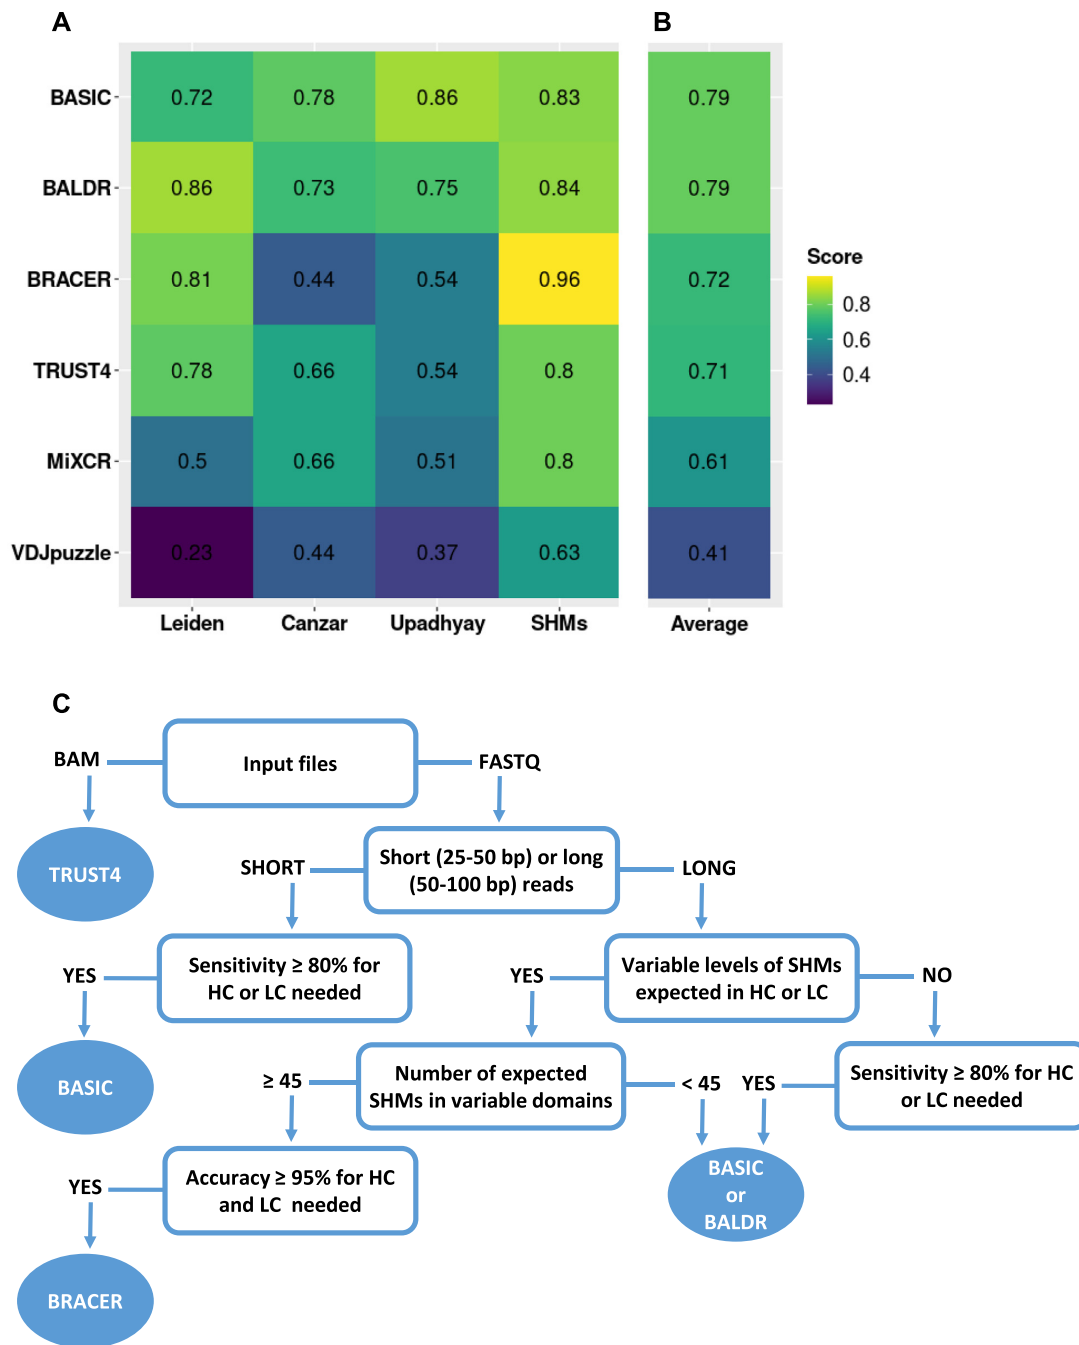 A
B
BASIC
0.72
0.78
0.86
0.83
0.79
BALDR
0.86
0.73
0.75
0.84
0.79
BRACER
0.81
0.44
0.54
0.96
0.72
TRUST4
0.78
0.66
0.54
0.8
0.71
MiXCR
0.5
0.66
0.51
0.8
0.61
VDJpuzzle
0.23
0.44
0.37
0.63
0.41
Leiden
Canzar
Upadhyay
SHMs
Average
Score
0.8
0.6
0.4
C
BAM
Input files
FASTQ
TRUST4
SHORT
Short (25-50 bp) or long
(50-100 bp) reads
LONG
YES
Sensitivity ≥ 80% for
HC or LC needed
YES
Variable levels of SHMs
expected in HC or LC
NO
BASIC
≥ 45
Number of expected
SHMs in variable domains
< 45
YES
Sensitivity ≥ 80% for HC
or LC needed
YES
Accuracy ≥ 95% for HC
and LC needed
BASIC
or
BALDR
BRACER